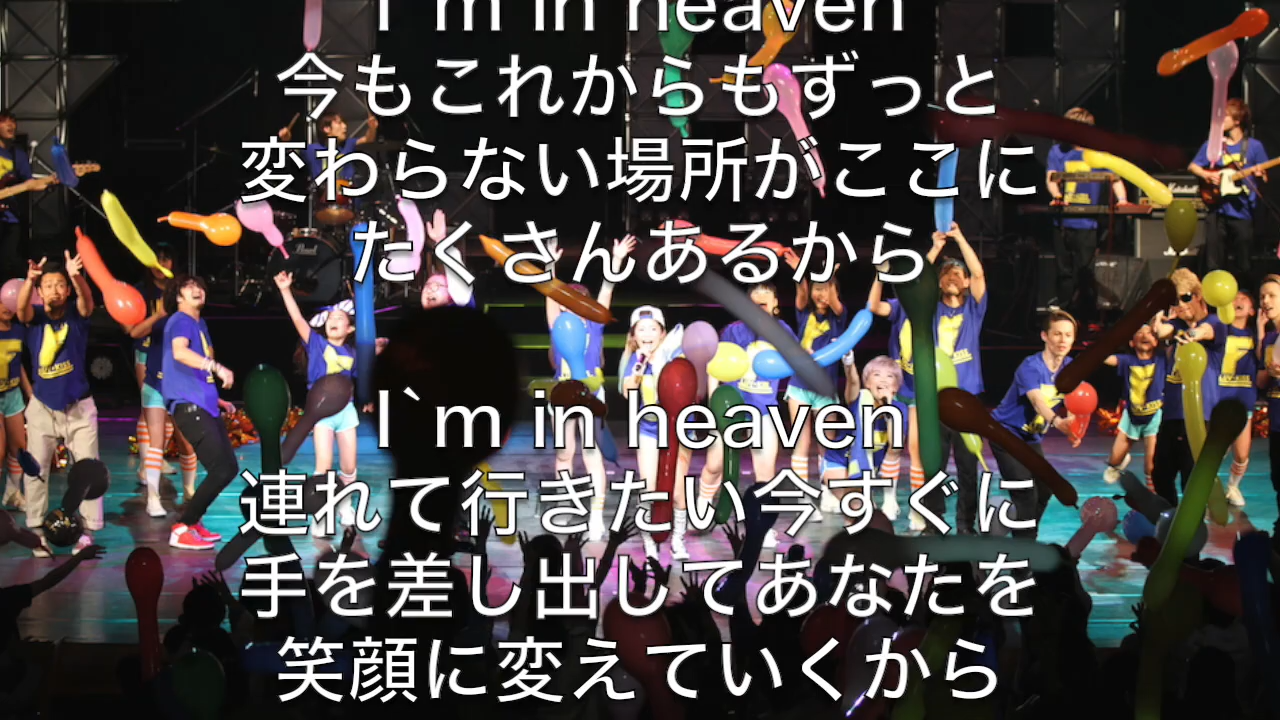 I`m in heaven
今もこれからもずっと
変わらない場所がここに
たくさんあるから
I`m in heaven
連れて行きたい今すぐに
手を差し出してあなたを
笑顔に変えていくから